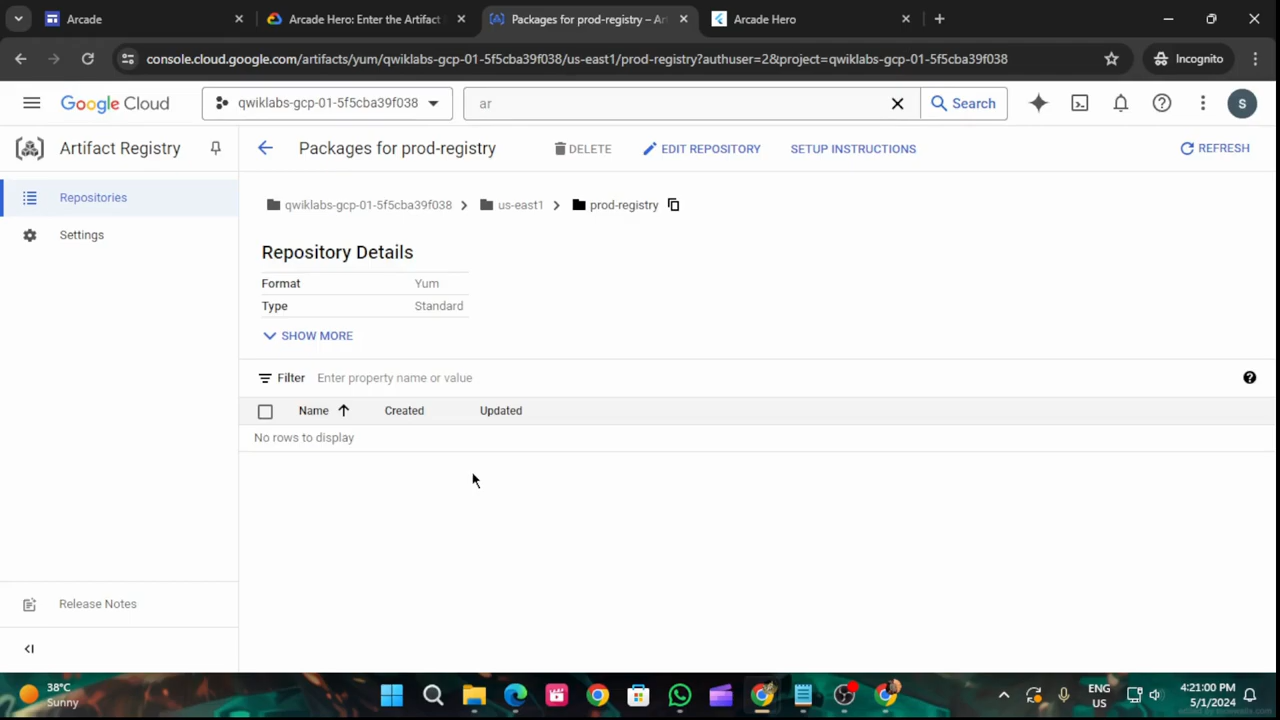 Arcade
Arcade Hero: Enter the Artifact
Packages for prod-registry – Ar
Arcade Hero
console.cloud.google.com/artifacts/yum/qwiklabs-gcp-01-5f5cba39f038/us-east1/prod-registry?authuser=2&project=qwiklabs-gcp-01-5f5cba39f038
Incognito
Google Cloud
qwiklabs-gcp-01-5f5cba39f038
ar
Search
S
Artifact Registry
Packages for prod-registry
DELETE
EDIT REPOSITORY
SETUP INSTRUCTIONS
REFRESH
Repositories
Settings
qwiklabs-gcp-01-5f5cba39f038
us-east1
prod-registry
Repository Details
Format Yum
Type Standard
SHOW MORE
Filter Enter property name or value
Name Created Updated
No rows to display
Release Notes
38°C
Sunny
ENG
US
4:21:00 PM
5/1/2024